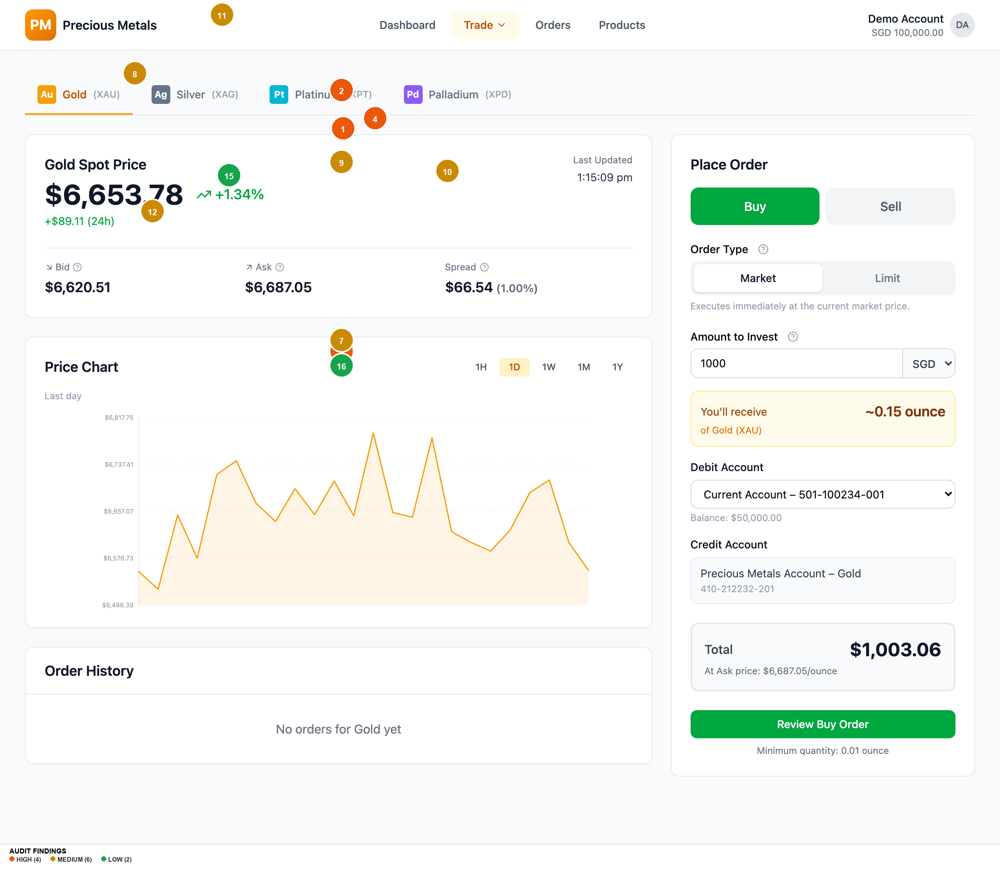 PM Precious Metals
11
Dashboard
Trade
Orders
Products
Demo Account
SGD 100,000.00
DA
8
Au Gold (XAU)
Ag Silver (XAG)
Pt
2
Pd Palladium (XPD)
4
1
Gold Spot Price
9
10
Last Updated
1:15:09 pm
15
$6,653.78
+1.34%
12
+$89.11 (24h)
Bid ?
Ask ?
Spread ?
$6,620.51
$6,687.05
$66.54 (1.00%)
7
16
Price Chart
1H 1D 1W 1M 1Y
Last day
$6,817.75
$6,737.41
$6,657.07
$6,576.73
$6,496.39
Order History
No orders for Gold yet
Place Order
Buy
Sell
Order Type ?
Market
Limit
Executes immediately at the current market price.
Amount to Invest ?
1000
SGD
You'll receive
~0.15 ounce
of Gold (XAU)
Debit Account
Current Account – 501-100234-001
Balance: $50,000.00
Credit Account
Precious Metals Account – Gold
410-212232-201
Total
$1,003.06
At Ask price: $6,687.05/ounce
Review Buy Order
Minimum quantity: 0.01 ounce
AUDIT FINDINGS
HIGH (4) MEDIUM (6) LOW (2)